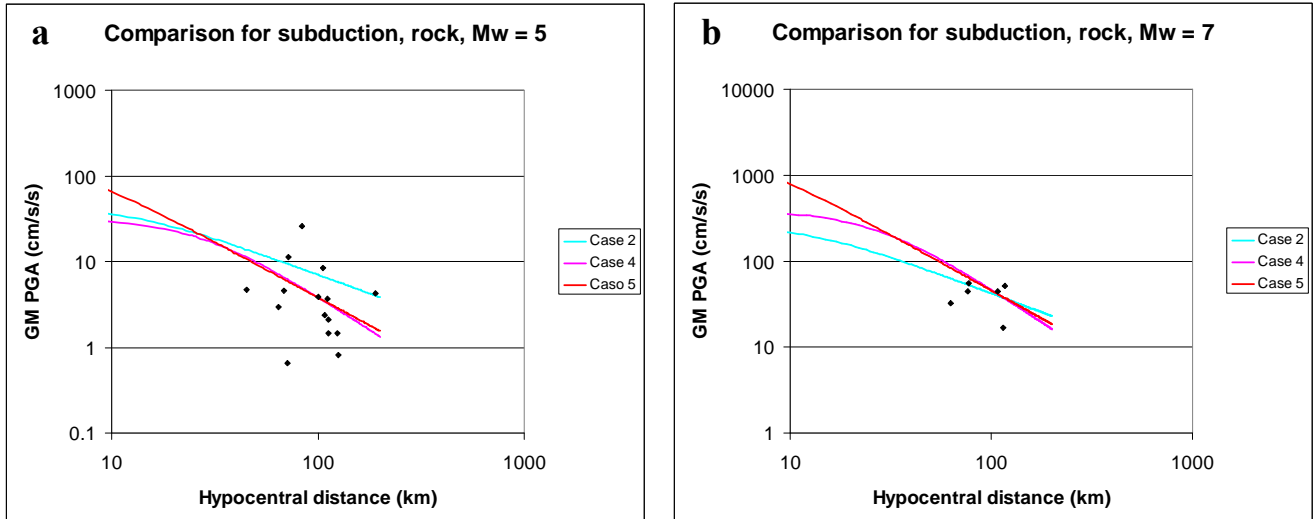 a
Comparison for subduction, rock, Mw = 5
1000
100
10
1
0.1
10
100
1000
GM PGA (cm/s/s)
Hypocentral distance (km)
Case 2
Case 4
Caso 5
b
Comparison for subduction, rock, Mw = 7
10000
1000
100
10
1
10
100
1000
GM PGA (cm/s/s)
Hypocentral distance (km)
Case 2
Case 4
Case 5